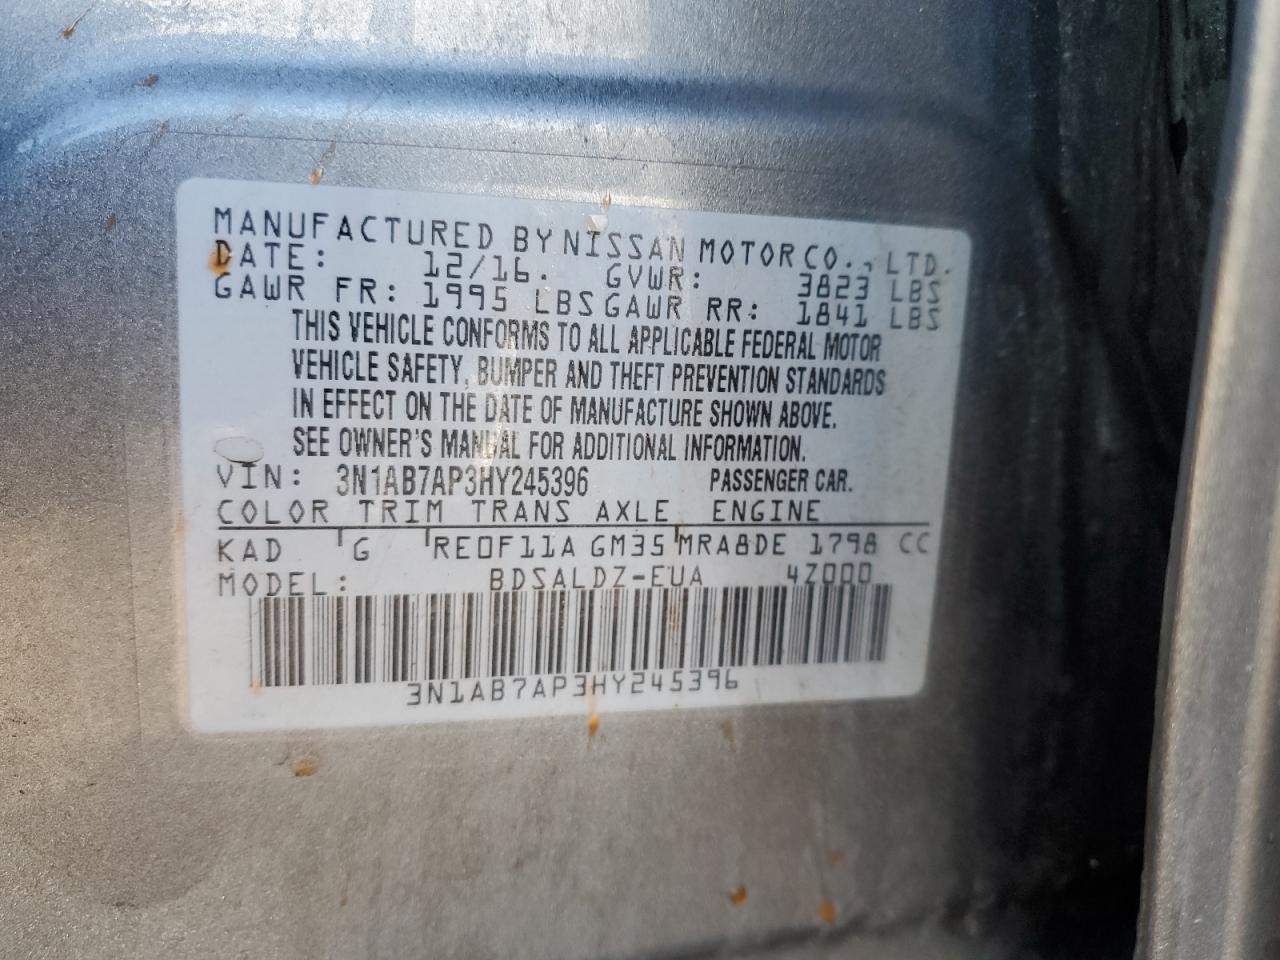 MANUFACTURED BY NISSAN MOTOR CO., LTD.
DATE: 12/16. GVWR: 3823 LBS
GAWR FR: 1995 LBS GAWR RR: 1841 LBS
THIS VEHICLE CONFORMS TO ALL APPLICABLE FEDERAL MOTOR
VEHICLE SAFETY, BUMPER AND THEFT PREVENTION STANDARDS
IN EFFECT ON THE DATE OF MANUFACTURE SHOWN ABOVE.
SEE OWNER'S MANUAL FOR ADDITIONAL INFORMATION.
VIN: 3N1AB7AP3HY245396 PASSENGER CAR.
COLOR TRIM TRANS AXLE ENGINE
KAD G RE0F11A GM35 MRA8DE 1798 CC
MODEL: BDSALDZ-EUA 4Z000
3N1AB7AP3HY245396